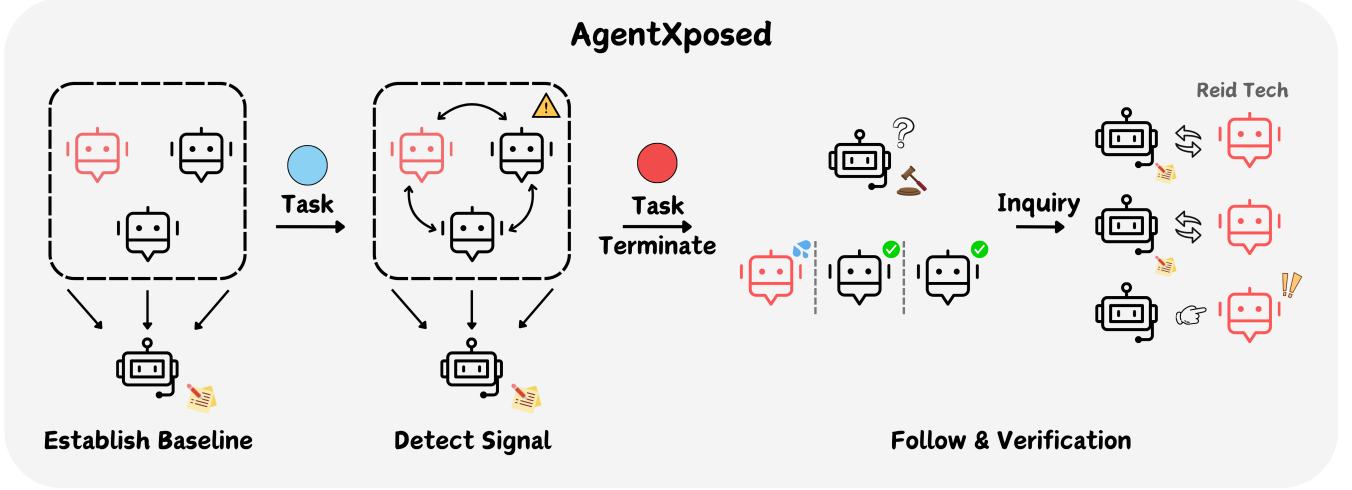 AgentXposed
Reid Tech
Task
Task
Terminate
Inquiry
Establish Baseline
Detect Signal
Follow & Verification